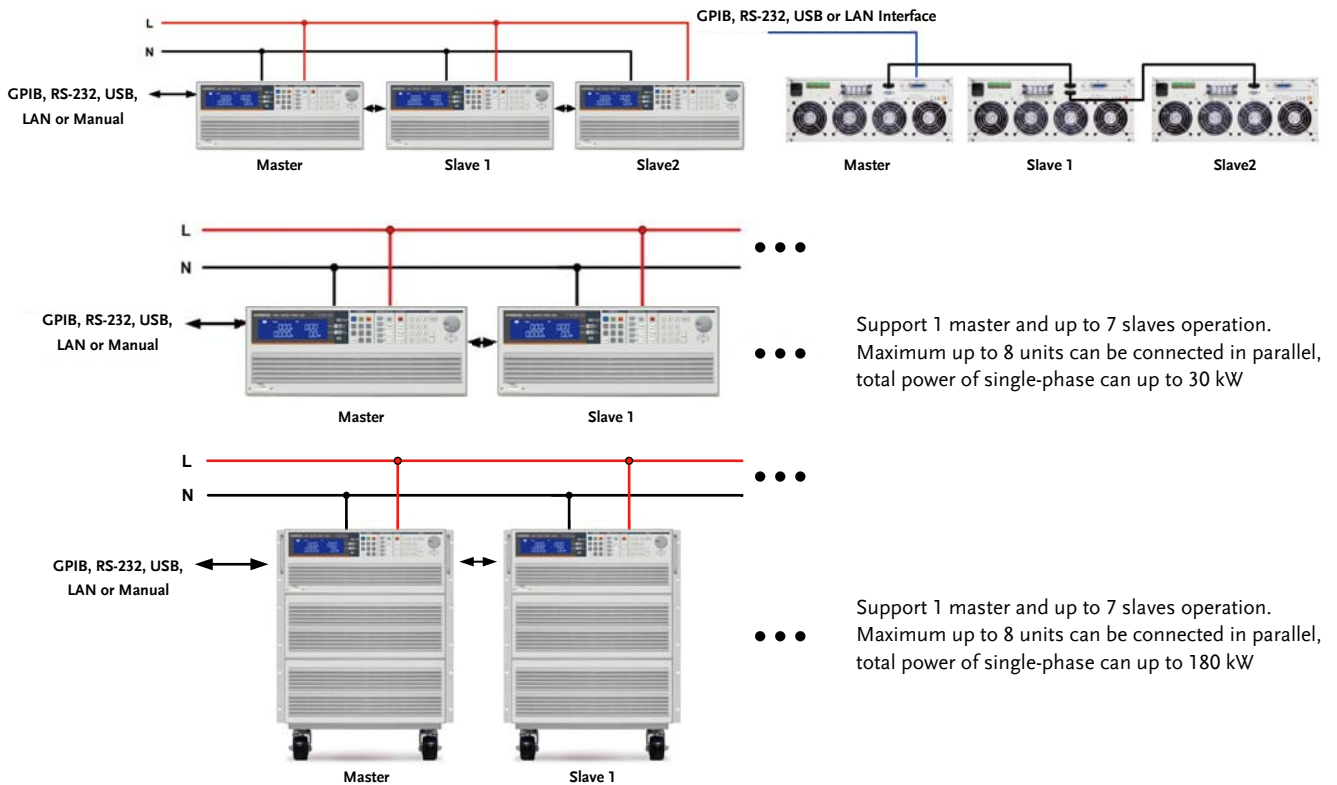 GPIB, RS-232, USB or LAN Interface
L
N
GPIB, RS-232, USB,
LAN or Manual
Master
Slave 1
Slave2
Master
Slave 1
Slave2
L
N
GPIB, RS-232, USB,
LAN or Manual
Master
Slave 1
Support 1 master and up to 7 slaves operation.
Maximum up to 8 units can be connected in parallel,
total power of single-phase can up to 30 kW
L
N
GPIB, RS-232, USB,
LAN or Manual
Master
Slave 1
Support 1 master and up to 7 slaves operation.
Maximum up to 8 units can be connected in parallel,
total power of single-phase can up to 180 kW